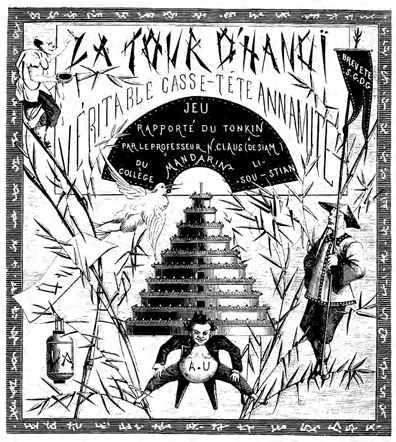 LA TOUR D'HANOÏ
VÉRITABLE CASSE-TÊTE ANNAMITE
BREVETÉ
S.G.D.G.
JEU
RAPPORTÉ DU TONKIN
PAR LE PROFESSEUR N.CLAUS (DE SIAM)
MANDARIN
DU COLLÈGE LI-SOU-STIAN
A.U